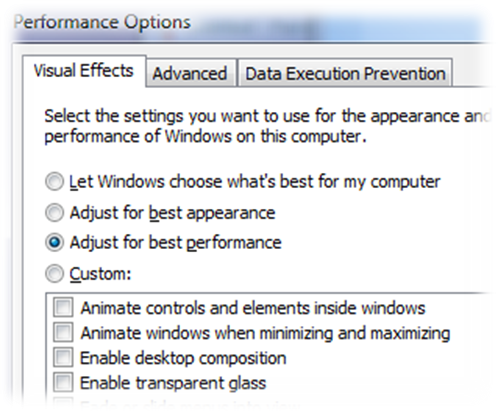 Performance Options
Visual Effects Advanced Data Execution Prevention
Select the settings you want to use for the appearance and
performance of Windows on this computer.
Let Windows choose what's best for my computer
Adjust for best appearance
Adjust for best performance
Custom:
Animate controls and elements inside windows
Animate windows when minimizing and maximizing
Enable desktop composition
Enable transparent glass